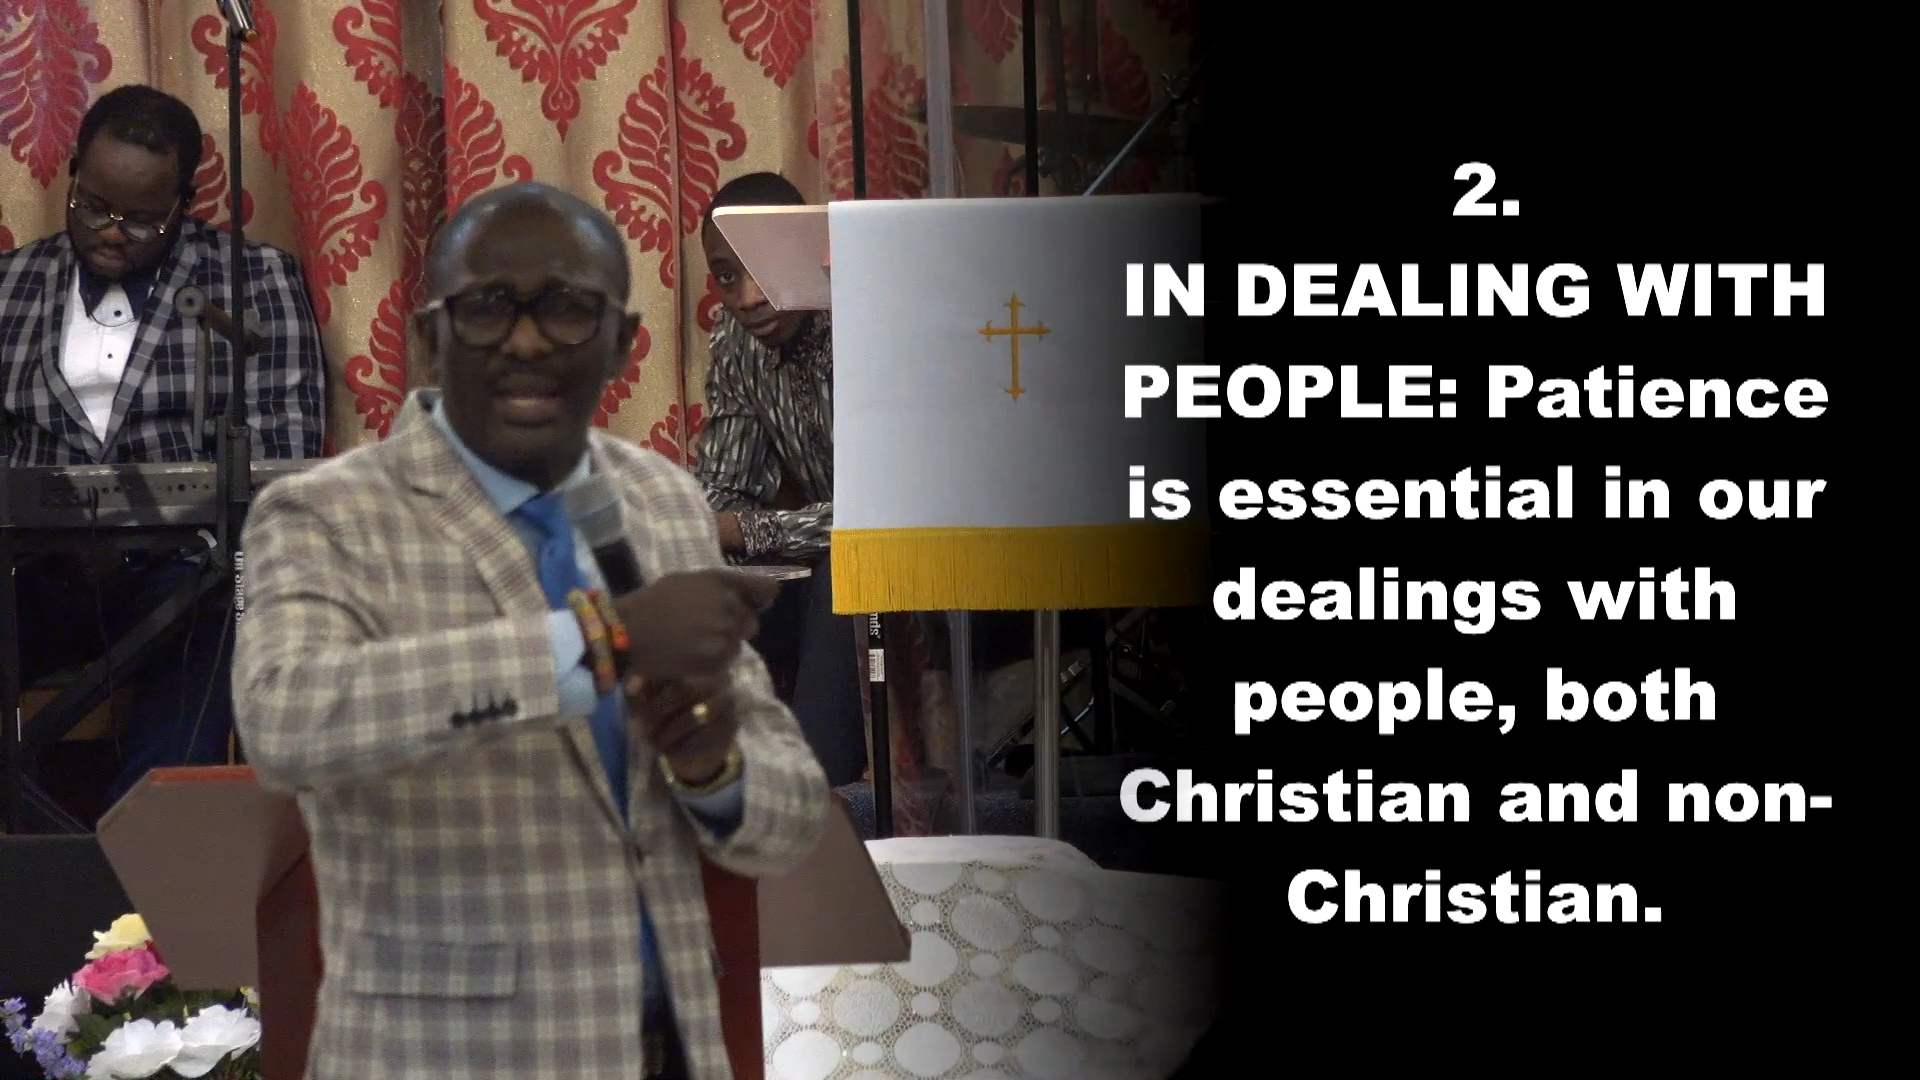 2.
IN DEALING WITH
PEOPLE: Patience
is essential in our
dealings with
people, both
Christian and non-
Christian.